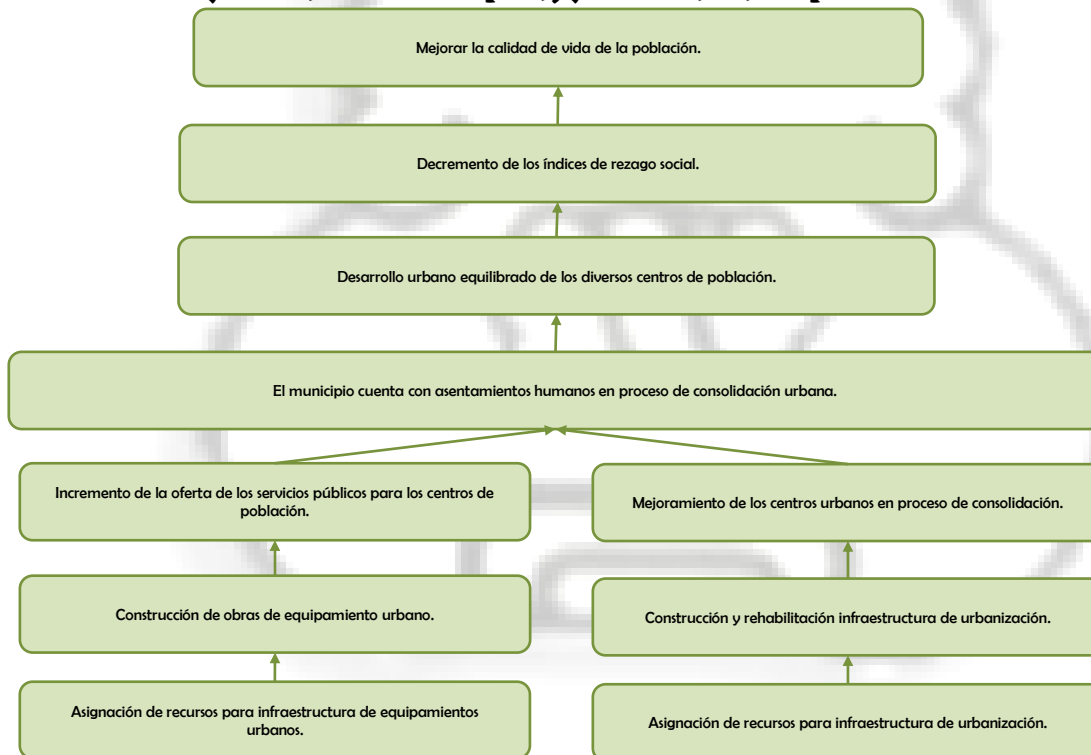 Mejorar la calidad de vida de la población.
Decremento de los índices de rezago social.
Desarrollo urbano equilibrado de los diversos centros de población.
El municipio cuenta con asentamientos humanos en proceso de consolidación urbana.
Incremento de la oferta de los servicios públicos para los centros de
población.
Mejoramiento de los centros urbanos en proceso de consolidación.
Construcción de obras de equipamiento urbano.
Construcción y rehabilitación infraestructura de urbanización.
Asignación de recursos para infraestructura de equipamientos
urbanos.
Asignación de recursos para infraestructura de urbanización.